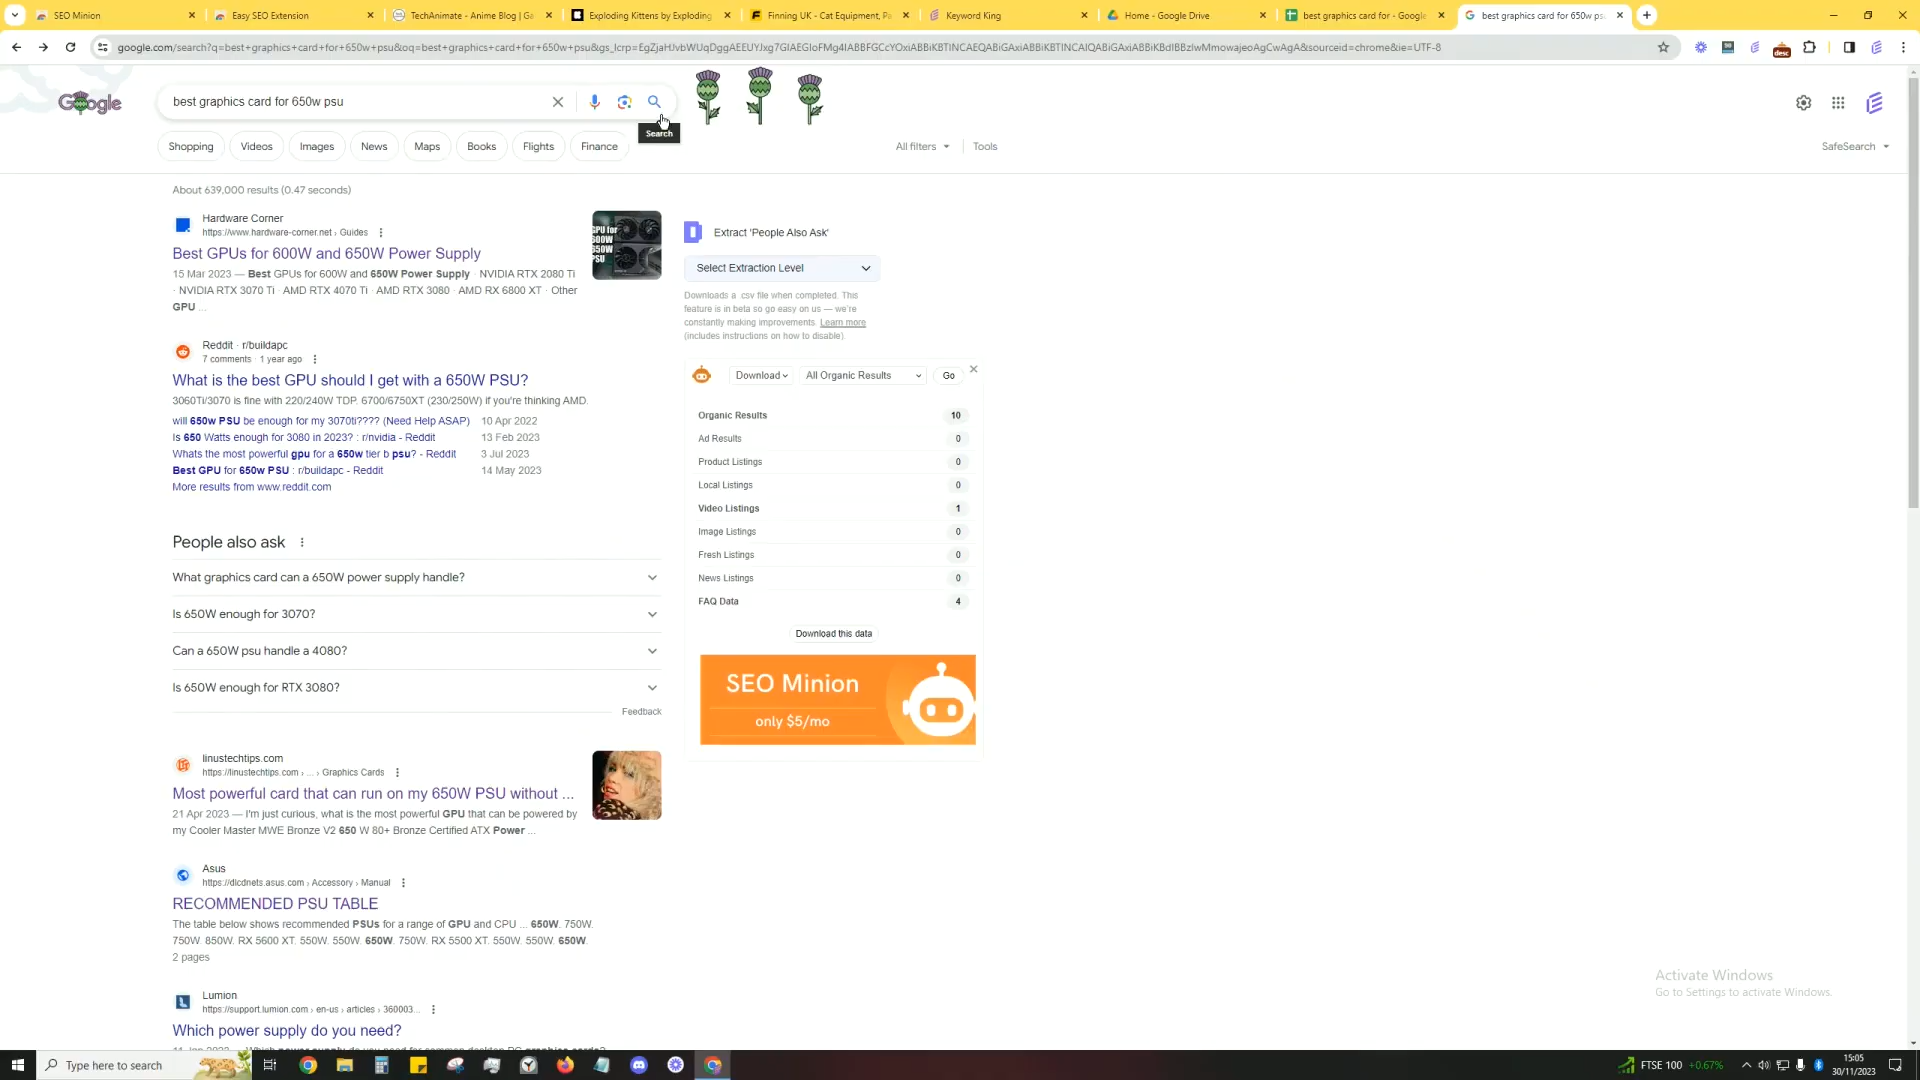 SEO Minion
Easy SEO Extension
TechAnimate - Anime Blog | Ga
Exploding Kittens by Exploding
Finning UK - Cat Equipment, Pa
Keyword King
Home - Google Drive
best graphics card for - Google
best graphics card for 650w ps
Google
best graphics card for 650w psu
Search
Shopping
Videos
Images
News
Maps
Books
Flights
Finance
All filters
Tools
SafeSearch
About 639,000 results (0.47 seconds)
Hardware Corner
https://www.hardware-corner.net › Guides
Best GPUs for 600W and 650W Power Supply
15 Mar 2023 — Best GPUs for 600W and 650W Power Supply · NVIDIA RTX 2080 Ti
· NVIDIA RTX 3070 Ti · AMD RTX 4070 Ti · AMD RTX 3080 · AMD RX 6800 XT · Other
GPU ...
GPU for
600W
650W
PSU
Reddit · r/buildapc
7 comments · 1 year ago
What is the best GPU should I get with a 650W PSU?
3060Ti/3070 is fine with 220/240W TDP. 6700/6750XT (230/250W) if you're thinking AMD.
will 650w PSU be enough for my 3070ti???? (Need Help ASAP) 10 Apr 2022
Is 650 Watts enough for 3080 in 2023? : r/nvidia - Reddit 13 Feb 2023
Whats the most powerful gpu for a 650w tier b psu? - Reddit 3 Jul 2023
Best GPU for 650w PSU : r/buildapc - Reddit 14 May 2023
More results from www.reddit.com
People also ask
What graphics card can a 650W power supply handle?
Is 650W enough for 3070?
Can a 650W psu handle a 4080?
Is 650W enough for RTX 3080?
Feedback
linustechtips.com
https://linustechtips.com › ... › Graphics Cards
Most powerful card that can run on my 650W PSU without ...
21 Apr 2023 — I'm just curious, what is the most powerful GPU that can be powered by
my Cooler Master MWE Bronze V2 650 W 80+ Bronze Certified ATX Power ...
Asus
https://dlcdnets.asus.com › Accessory › Manual
RECOMMENDED PSU TABLE
The table below shows recommended PSUs for a range of GPU and CPU ... 650W. 750W.
750W. 850W. RX 5600 XT. 550W. 550W. 650W. 750W. RX 5500 XT. 550W. 550W. 650W.
2 pages
Lumion
https://support.lumion.com › en-us › articles › 360003...
Which power supply do you need?
Extract 'People Also Ask'
Select Extraction Level
Downloads a .csv file when completed. This
feature is in beta so go easy on us — we're
constantly making improvements. Learn more
(includes instructions on how to disable).
Download
All Organic Results
Go
Organic Results 10
Ad Results 0
Product Listings 0
Local Listings 0
Video Listings 1
Image Listings 0
Fresh Listings 0
News Listings 0
FAQ Data 4
Download this data
SEO Minion
only $5/mo
Activate Windows
Go to Settings to activate Windows.
Type here to search
FTSE 100 +0.67%
15:05
30/11/2023